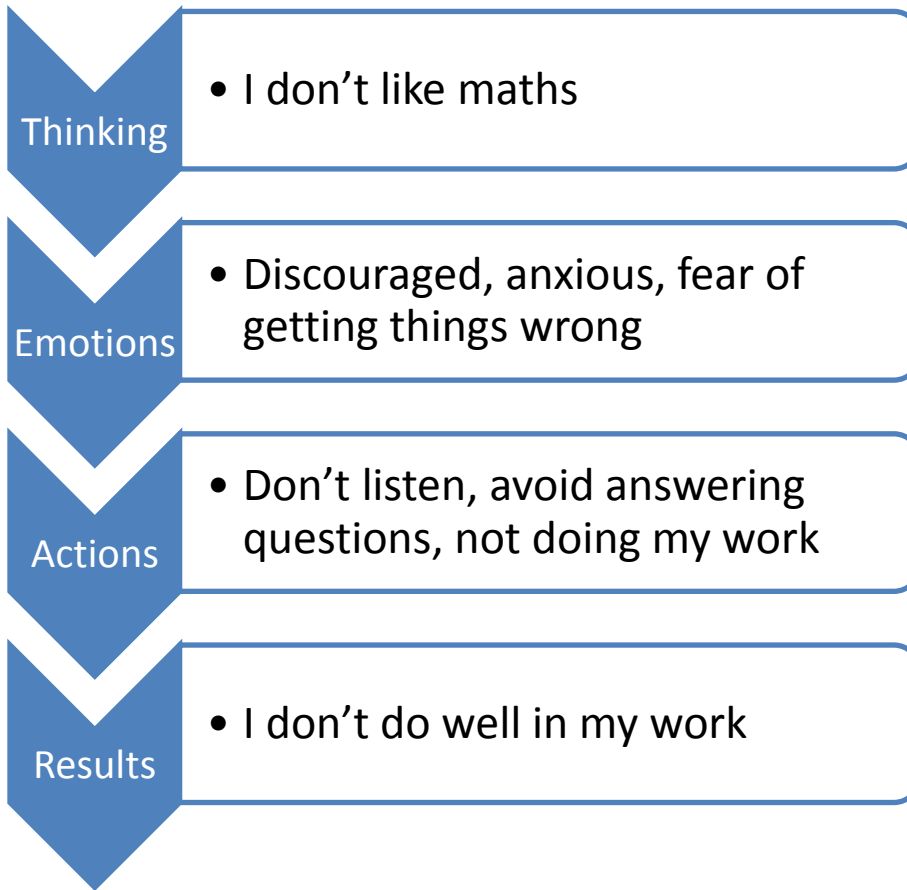 Thinking
• I don’t like maths
Emotions
• Discouraged, anxious, fear of
getting things wrong
Actions
• Don’t listen, avoid answering
questions, not doing my work
Results
• I don’t do well in my work